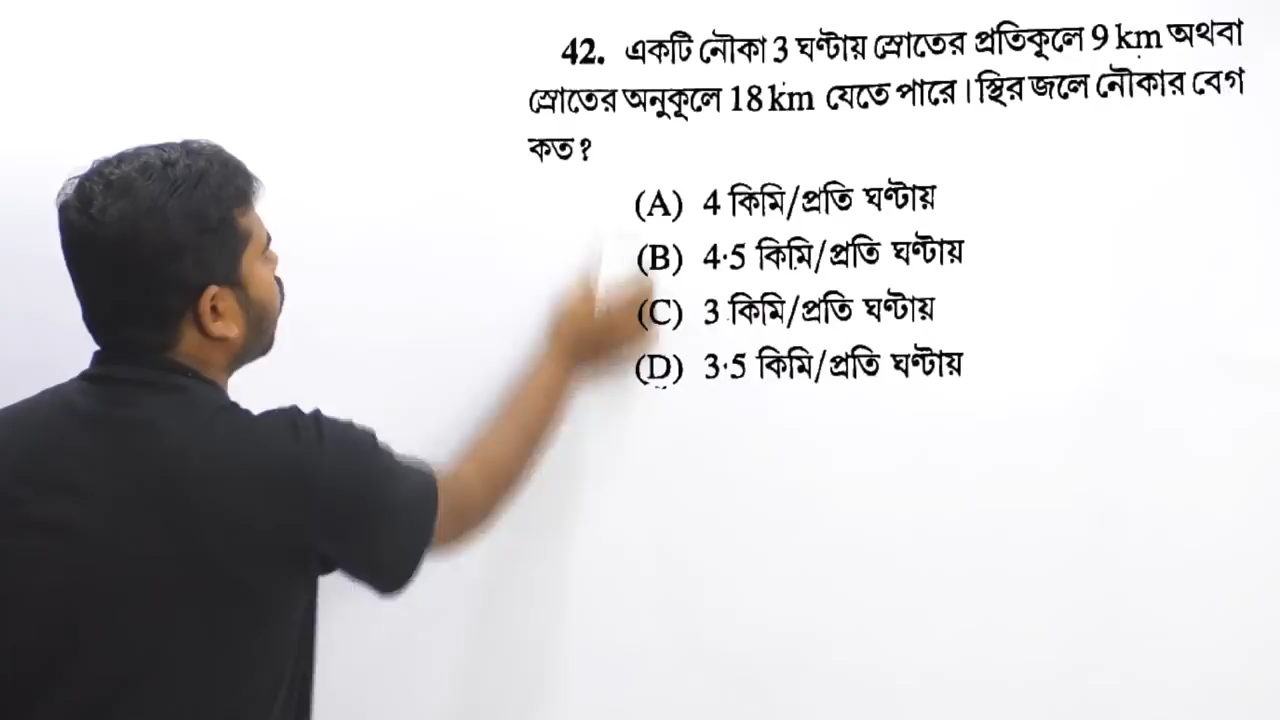 42. একটি নৌকা 3 ঘণ্টায় স্রোতের প্রতিকূলে 9 km অথবা
স্রোতের অনুকূলে 18 km যেতে পারে। স্থির জলে নৌকার বেগ
কত?
(A) 4 কিমি/প্রতি ঘণ্টায়
(B) 4·5 কিমি/প্রতি ঘণ্টায়
(C) 3 কিমি/প্রতি ঘণ্টায়
(D) 3·5 কিমি/প্রতি ঘণ্টায়